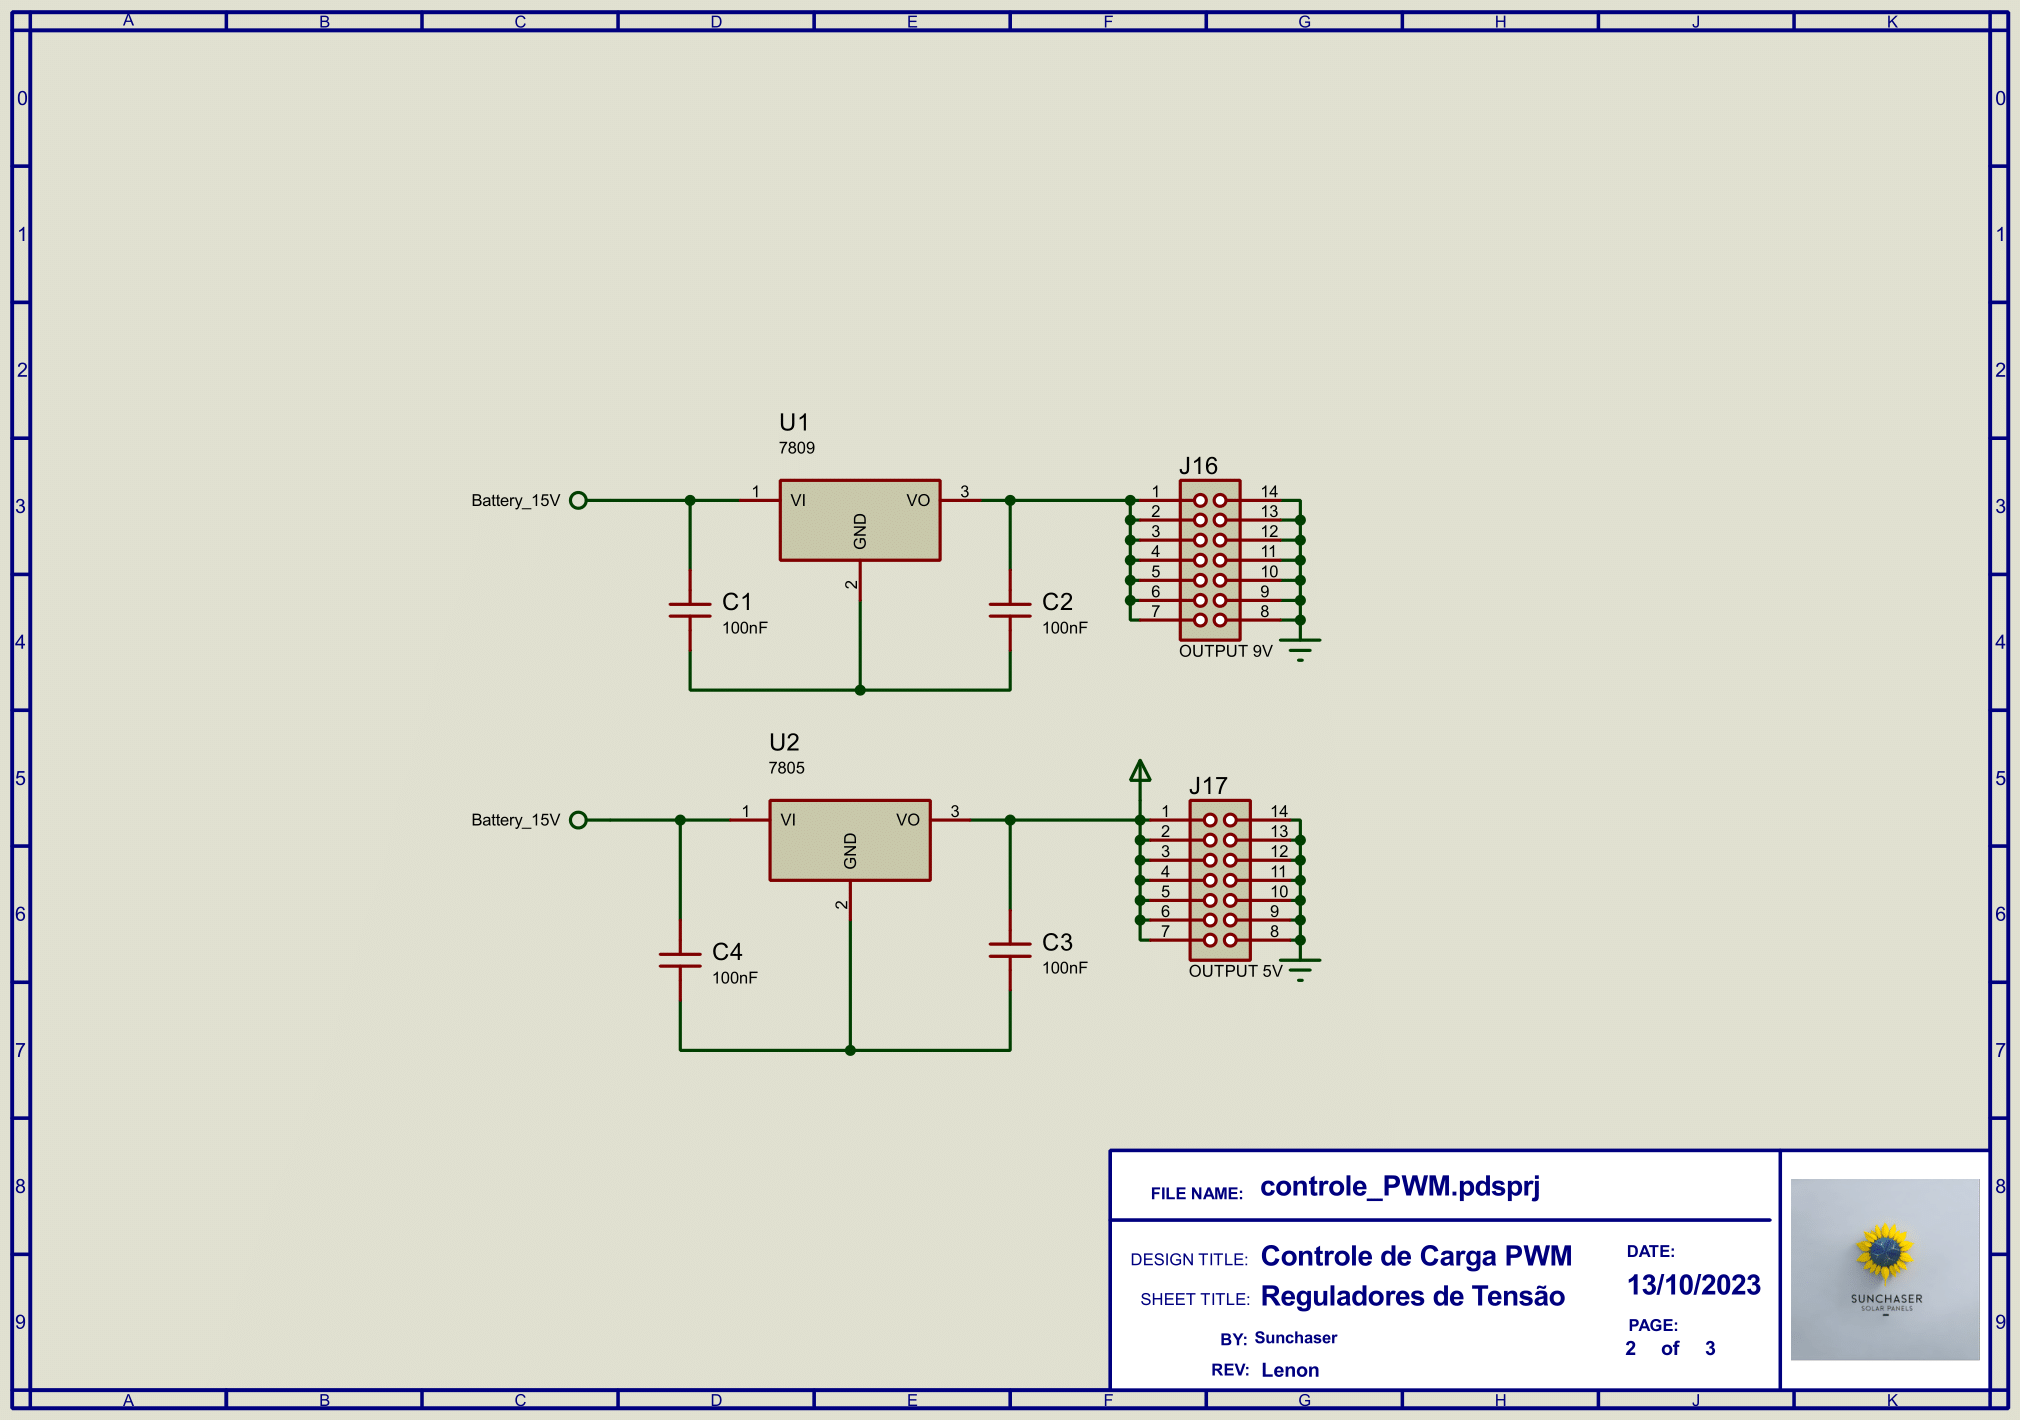 A B C D E F G H J K
0 0
1 1
2 2
3 3
4 4
5 5
6 6
7 7
8 8
9 9
U1
7809
Battery_15V
1 VI VO 3
GND
2
C1
100nF
C2
100nF
J16
1 14
2 13
3 12
4 11
5 10
6 9
7 8
OUTPUT 9V
U2
7805
Battery_15V
1 VI VO 3
GND
2
C4
100nF
C3
100nF
J17
1 14
2 13
3 12
4 11
5 10
6 9
7 8
OUTPUT 5V
FILE NAME: controle_PWM.pdsprj
DESIGN TITLE: Controle de Carga PWM
SHEET TITLE: Reguladores de Tensão
BY: Sunchaser
REV: Lenon
DATE:
13/10/2023
PAGE:
2 of 3
SUNCHASER
SOLAR PANELS
A B C D E F G H J K